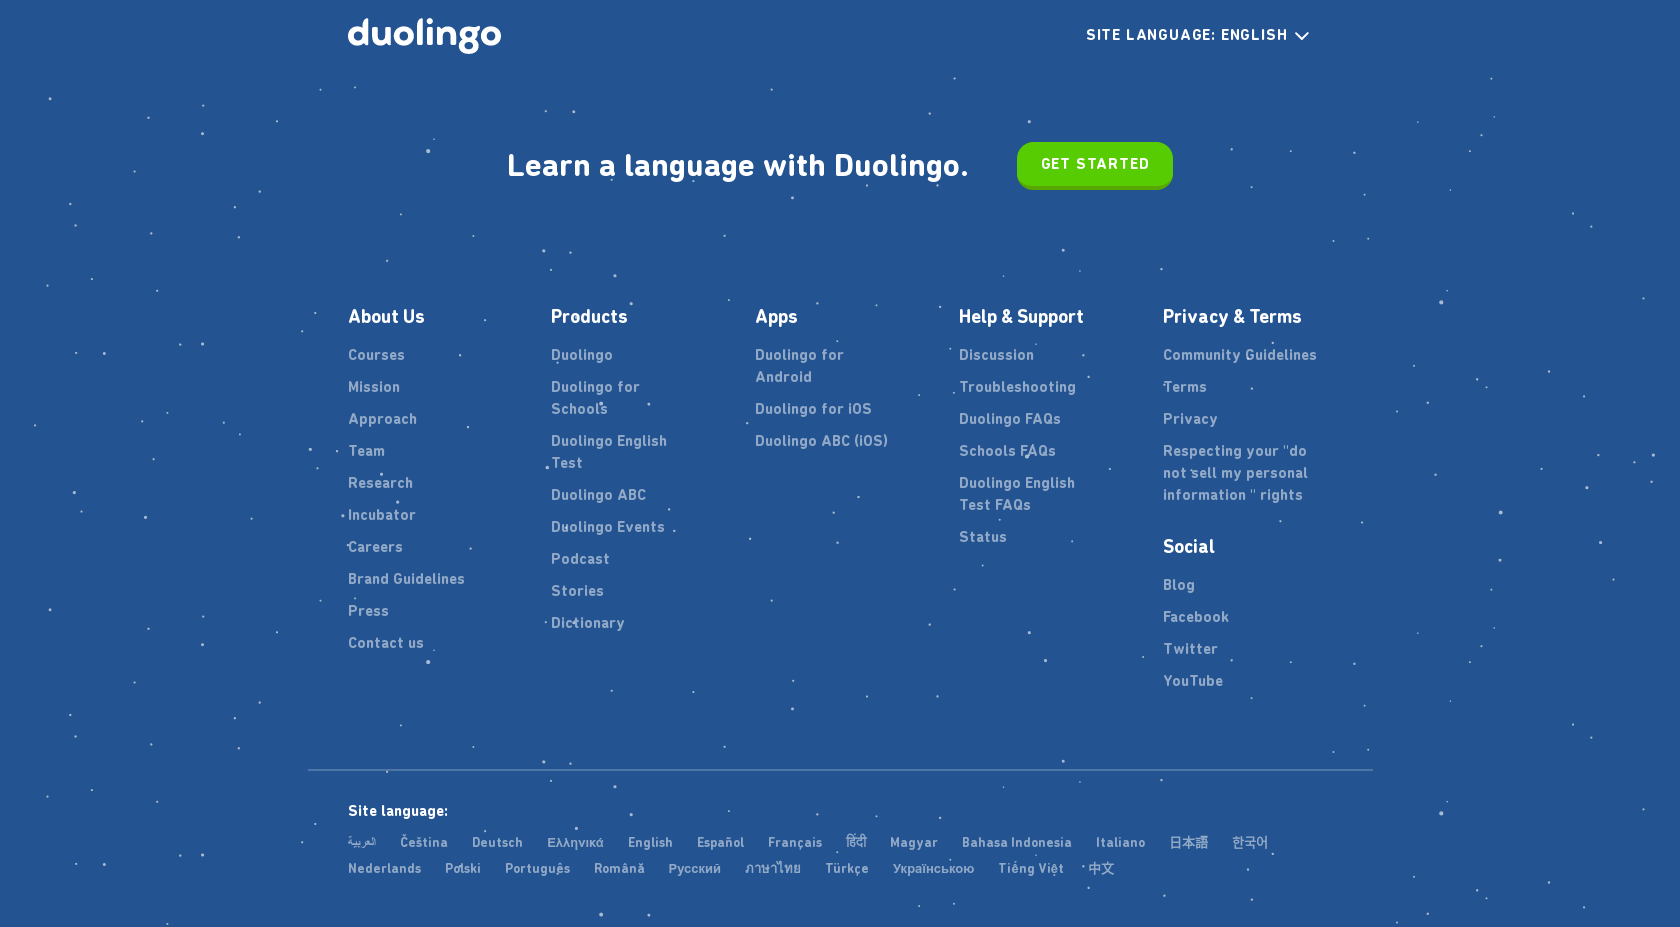 duolingo
SITE LANGUAGE: ENGLISH
Learn a language with Duolingo.
GET STARTED
About Us
Courses
Mission
Approach
Team
Research
Incubator
Careers
Brand Guidelines
Press
Contact us
Products
Duolingo
Duolingo for
Schools
Duolingo English
Test
Duolingo ABC
Duolingo Events
Podcast
Stories
Dictionary
Apps
Duolingo for
Android
Duolingo for iOS
Duolingo ABC (iOS)
Help & Support
Discussion
Troubleshooting
Duolingo FAQs
Schools FAQs
Duolingo English
Test FAQs
Status
Privacy & Terms
Community Guidelines
Terms
Privacy
Respecting your "do
not sell my personal
information " rights
Social
Blog
Facebook
Twitter
YouTube
Site language:
العربية Čeština Deutsch Ελληνικά English Español Français हिंदी Magyar Bahasa Indonesia Italiano 日本語 한국어
Nederlands Polski Português Română Русский ภาษาไทย Türkçe Українською Tiếng Việt 中文